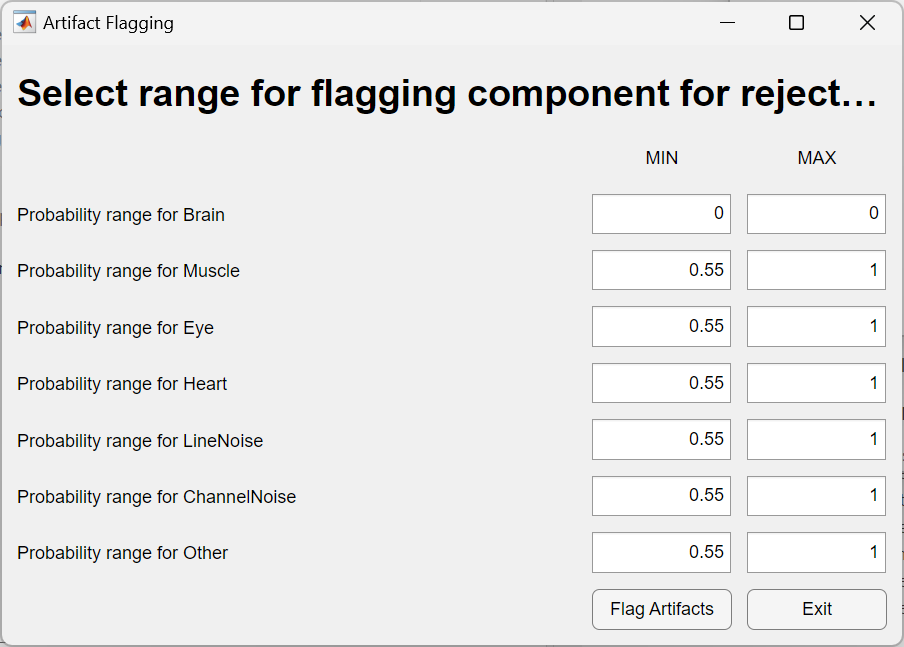 Artifact Flagging
Select range for flagging component for reject…
MIN MAX
Probability range for Brain 0 0
Probability range for Muscle 0.55 1
Probability range for Eye 0.55 1
Probability range for Heart 0.55 1
Probability range for LineNoise 0.55 1
Probability range for ChannelNoise 0.55 1
Probability range for Other 0.55 1
Flag Artifacts Exit